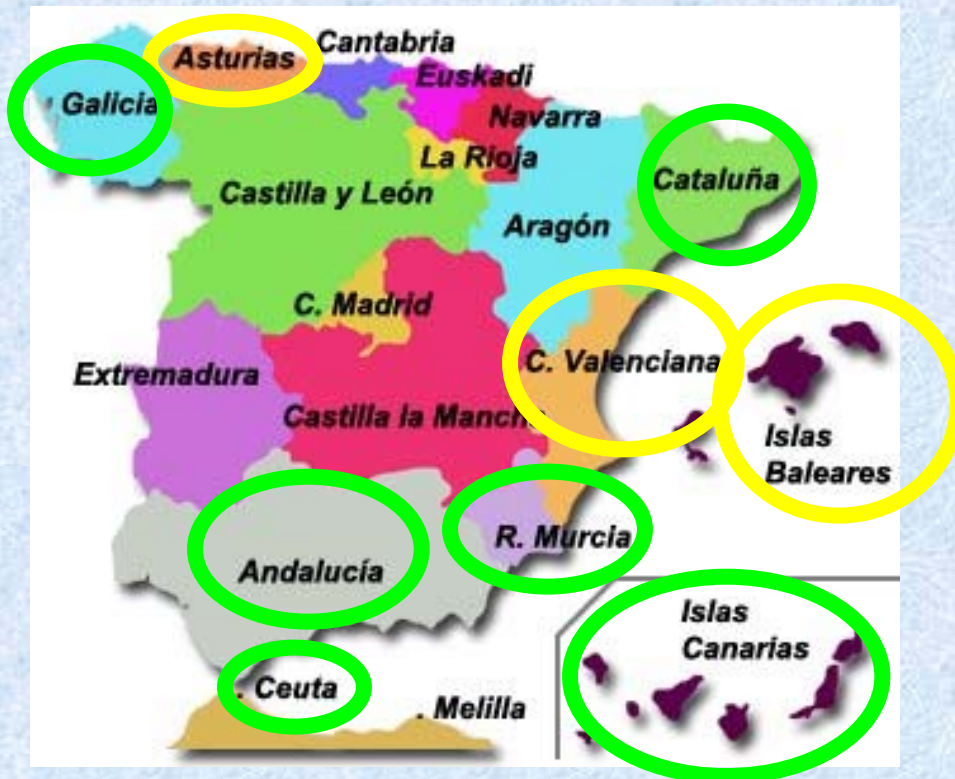 Cantabria
Asturias
Euskadi
Galicia
Navarra
La Rioja
Cataluña
Castilla y León
Aragón
C. Madrid
C. Valenciana
Extremadura
Castilla la Mancha
Islas
Baleares
R. Murcia
Andalucía
Islas
Canarias
. Ceuta
. Melilla